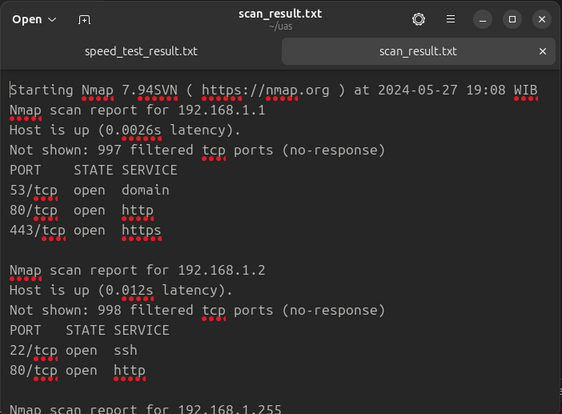 Open
scan_result.txt
~/uas
speed_test_result.txt
scan_result.txt
Starting Nmap 7.94SVN ( https://nmap.org ) at 2024-05-27 19:08 WIB
Nmap scan report for 192.168.1.1
Host is up (0.0026s latency).
Not shown: 997 filtered tcp ports (no-response)
PORT    STATE SERVICE
53/tcp  open  domain
80/tcp  open  http
443/tcp open  https
Nmap scan report for 192.168.1.2
Host is up (0.012s latency).
Not shown: 998 filtered tcp ports (no-response)
PORT   STATE SERVICE
22/tcp open  ssh
80/tcp open  http
Nmap scan report for 192.168.1.255